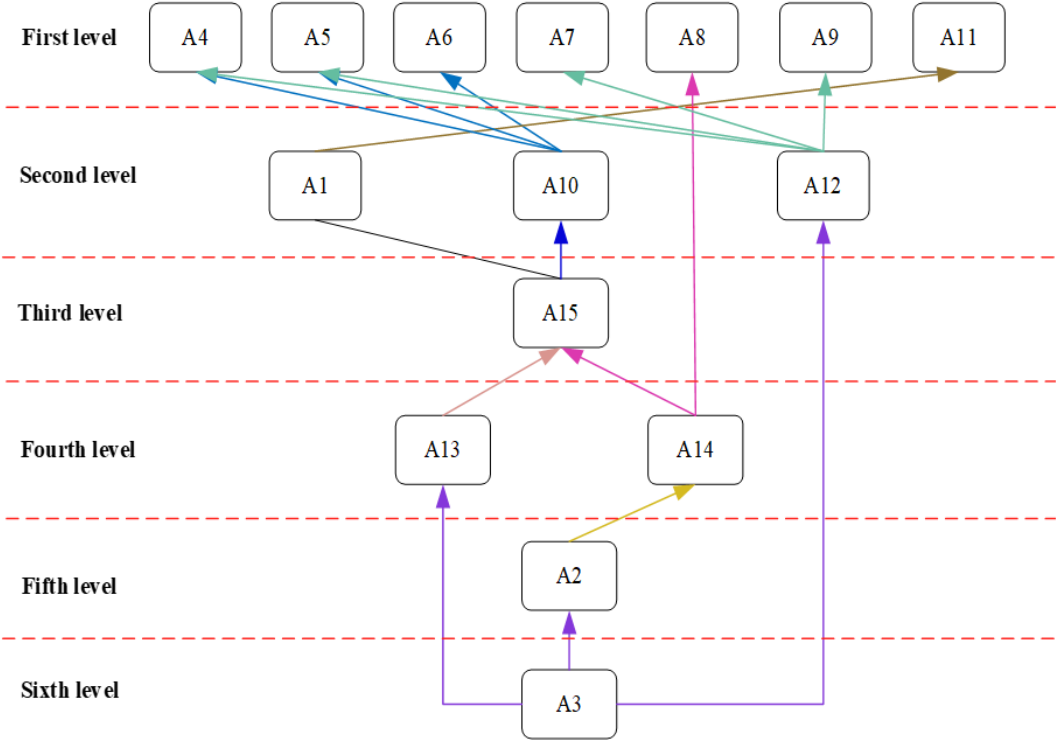 First level A4 A5 A6 A7 A8 A9 A11
Second level A1 A10 A12
Third level A15
Fourth level A13 A14
Fifth level A2
Sixth level A3